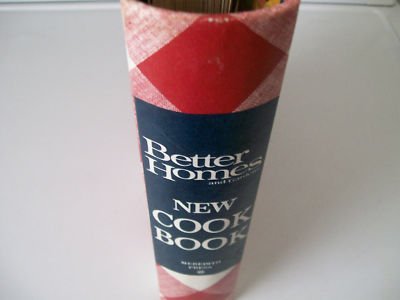 Better
Homes
and Gardens
NEW
COOK
BOOK
MEREDITH
PRESS